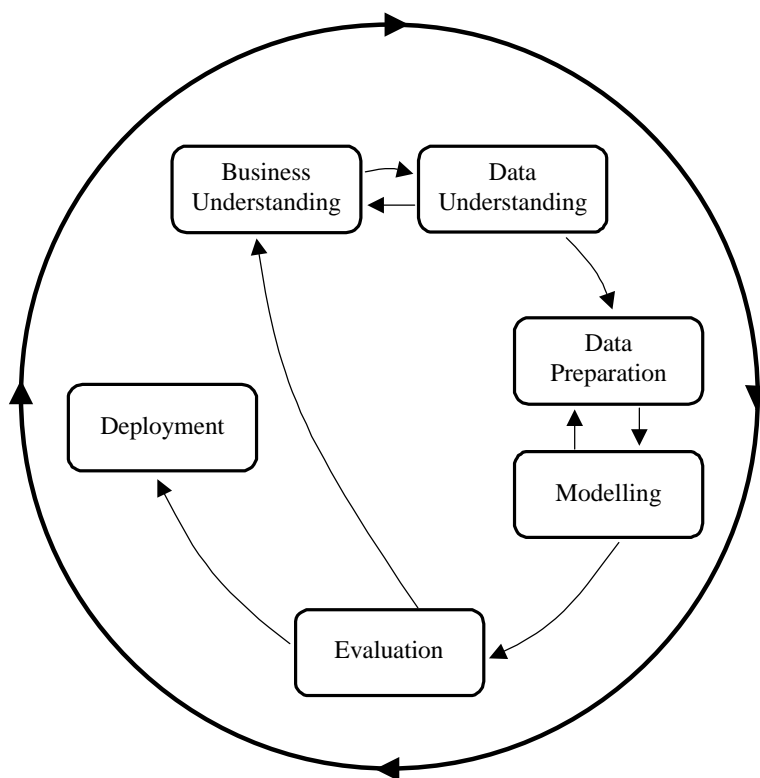 Business
Understanding
Data
Understanding
Data
Preparation
Modelling
Evaluation
Deployment